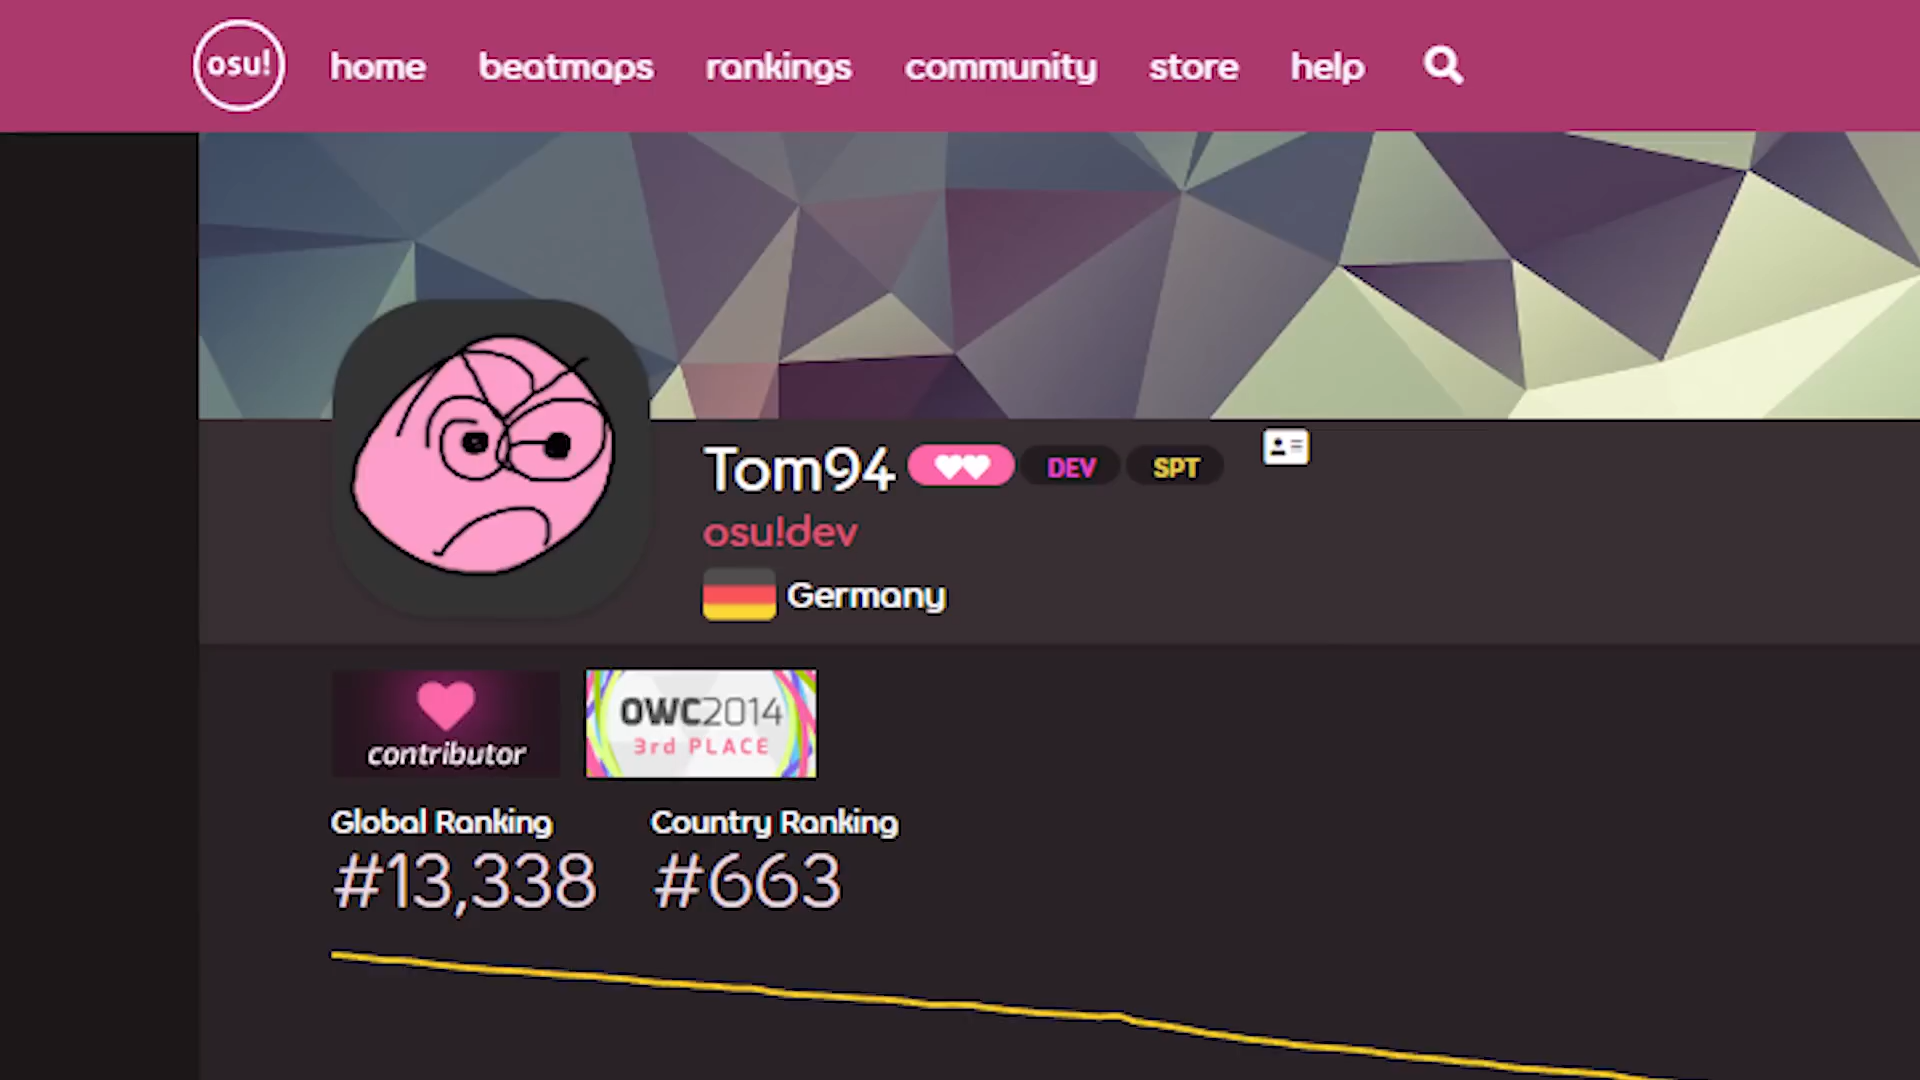 osu! home beatmaps rankings community store help
Tom94 DEV SPT
osu!dev
Germany
contributor
OWC2014
3rd PLACE
Global Ranking Country Ranking
#13,338 #663